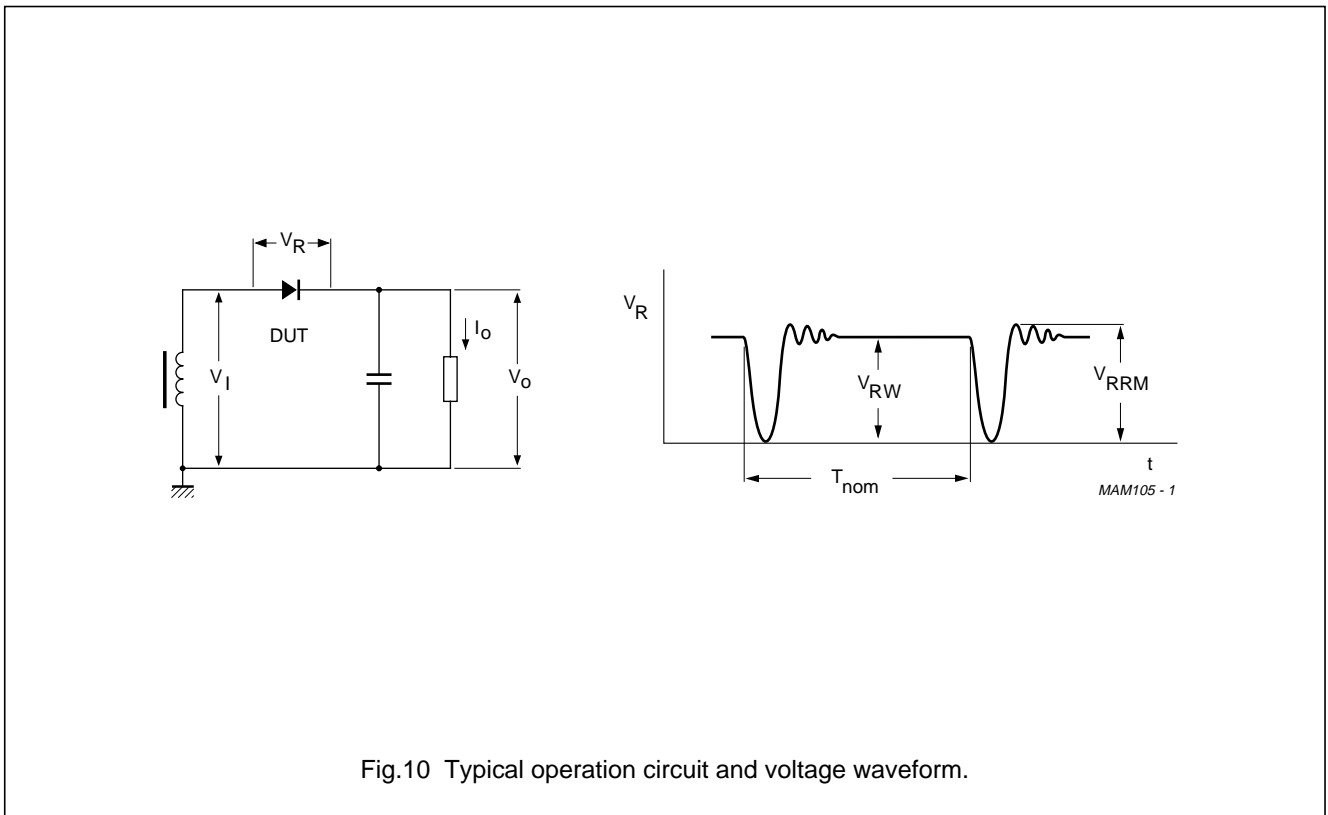 V_R
DUT
I_o
V_I
V_o
V_R
V_RW
V_RRM
T_nom
t
MAM105 - 1
Fig.10 Typical operation circuit and voltage waveform.